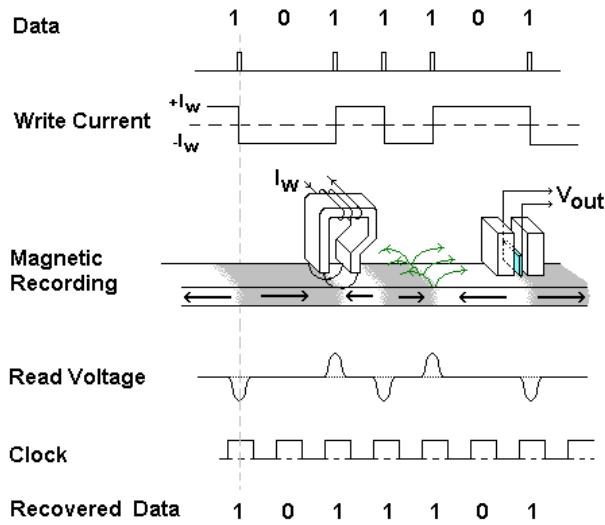 Data 1 0 1 1 1 0 1
+Iw
Write Current
-Iw
Iw
Vout
Magnetic
Recording
Read Voltage
Clock
Recovered Data 1 0 1 1 1 0 1